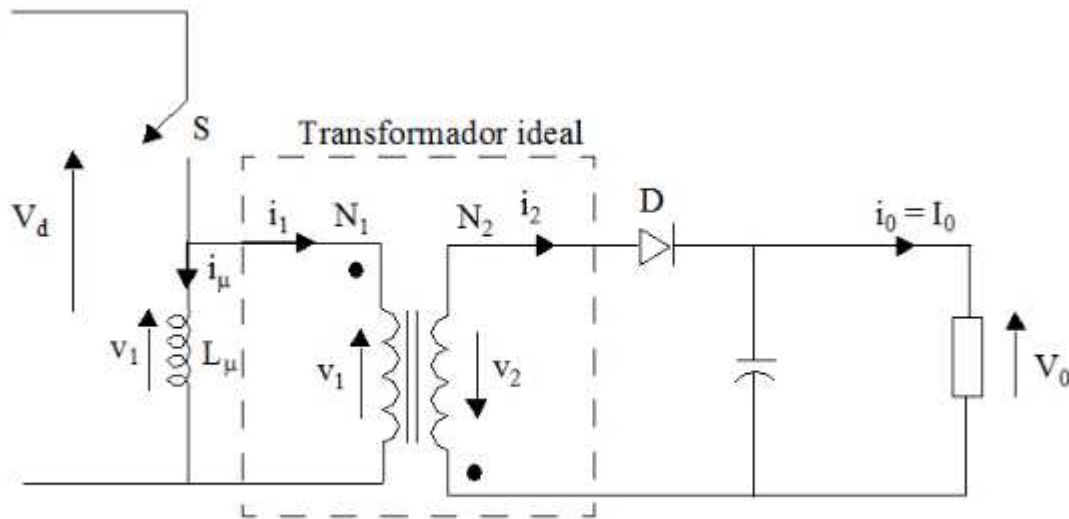 S
Transformador ideal
V_d
i_1
N_1
N_2
i_2
D
i_0 = I_0
i_μ
v_1
L_μ
v_1
v_2
V_0